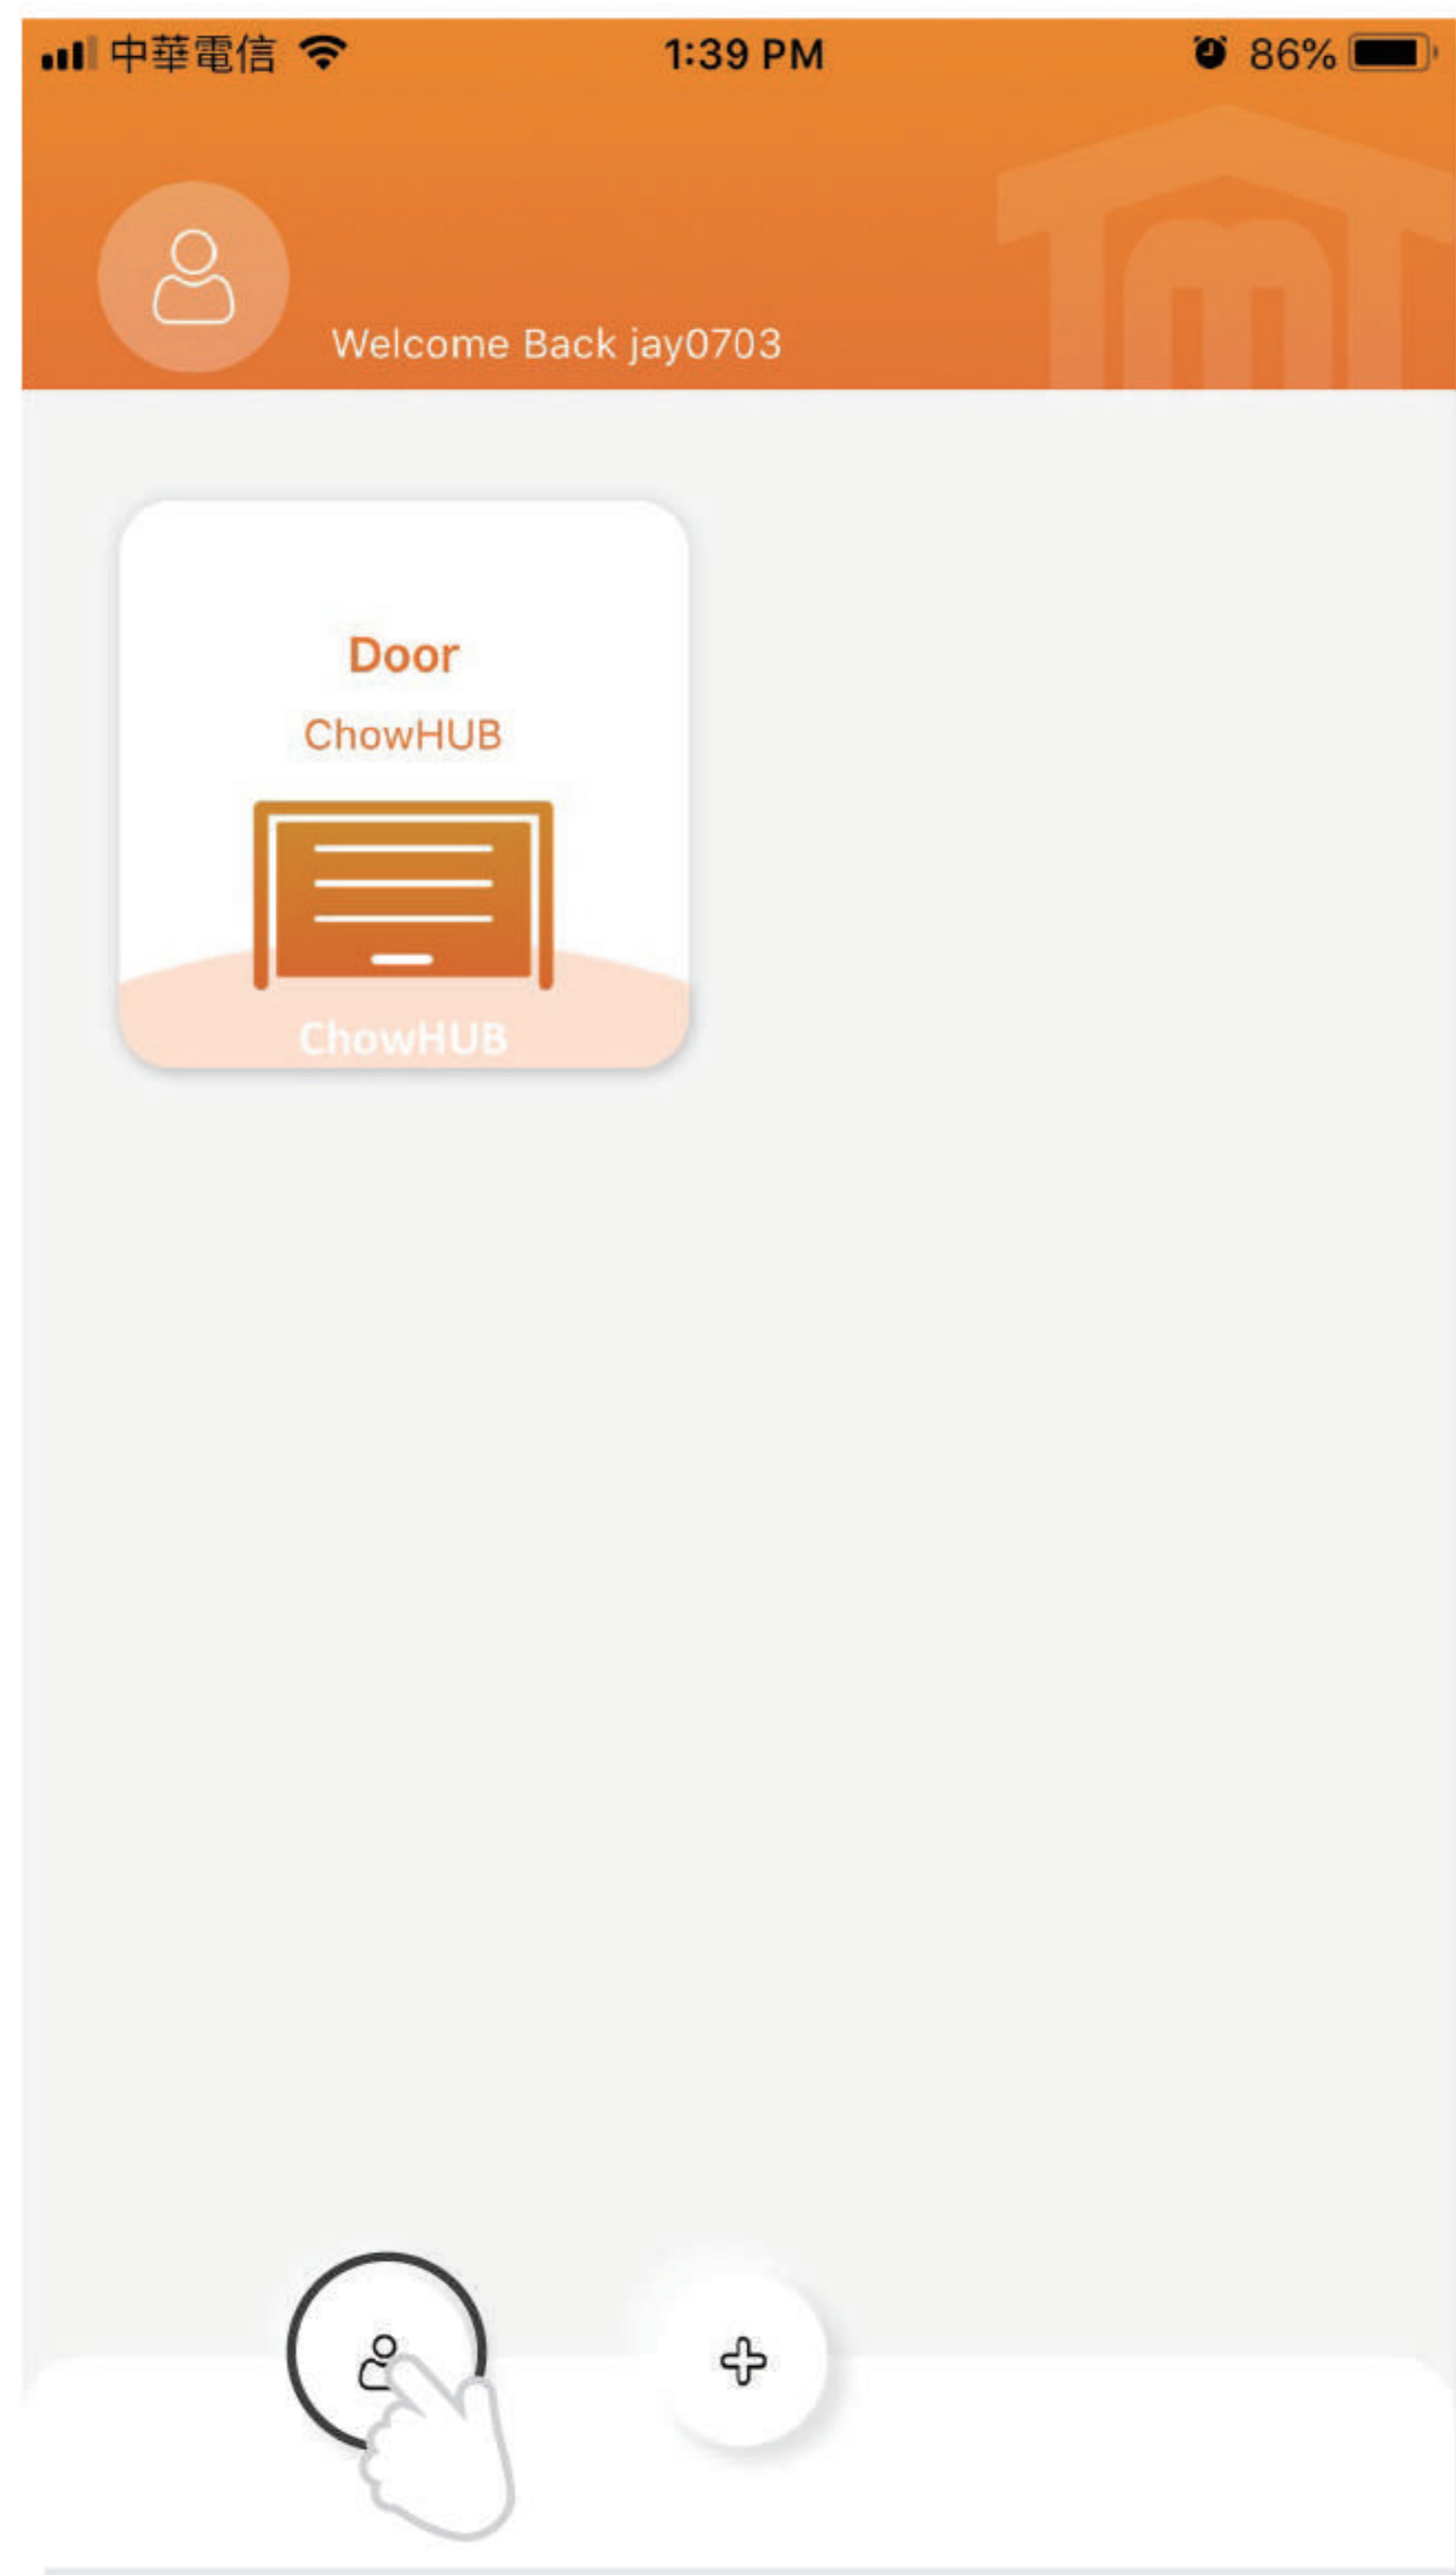 中華電信
1:39 PM
86%
Welcome Back jay0703
Door
ChowHUB
ChowHUB